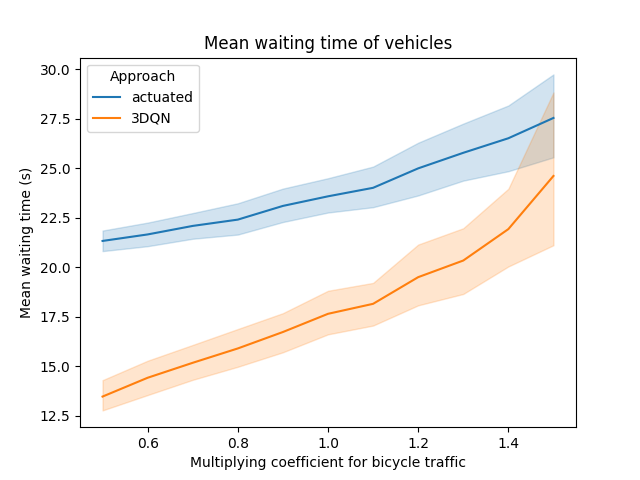 Mean waiting time of vehicles
Approach
actuated
3DQN
30.0
27.5
25.0
22.5
20.0
17.5
15.0
12.5
Mean waiting time (s)
0.6 0.8 1.0 1.2 1.4
Multiplying coefficient for bicycle traffic